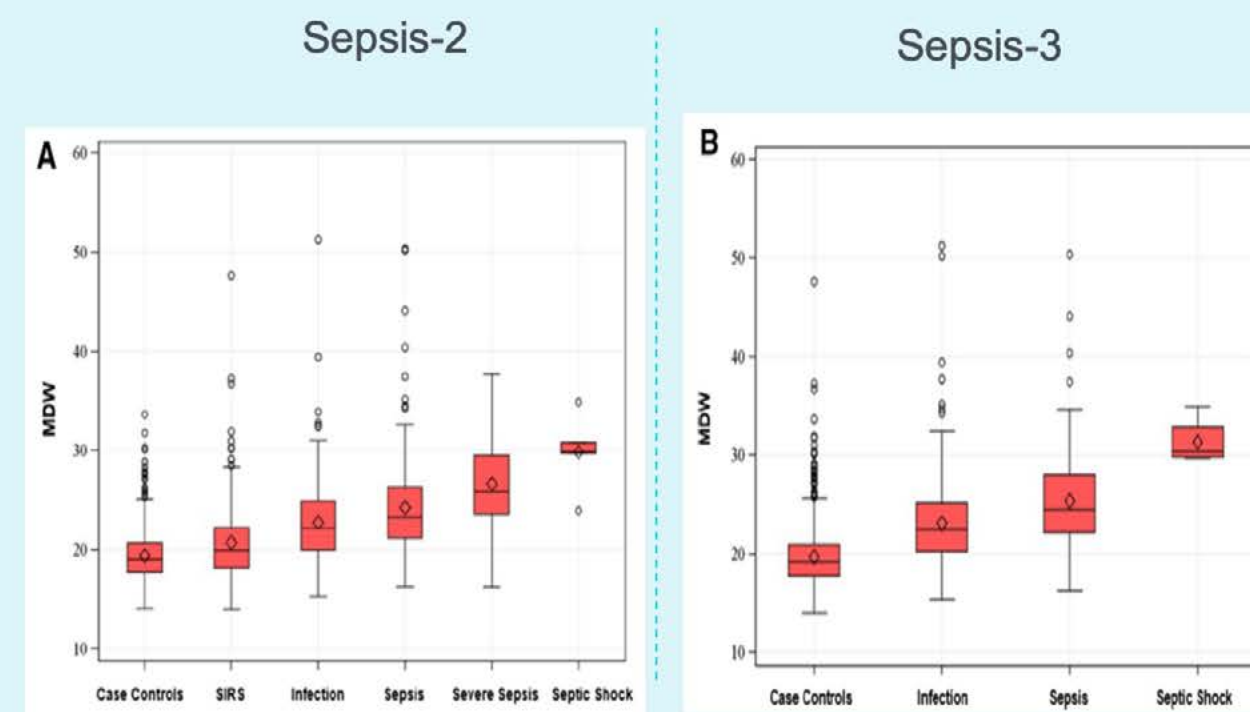 Sepsis-2
Sepsis-3
A
60
50
40
30
20
10
MDW
Case Controls SIRS Infection Sepsis Severe Sepsis Septic Shock
B
60
50
40
30
20
10
MDW
Case Controls Infection Sepsis Septic Shock